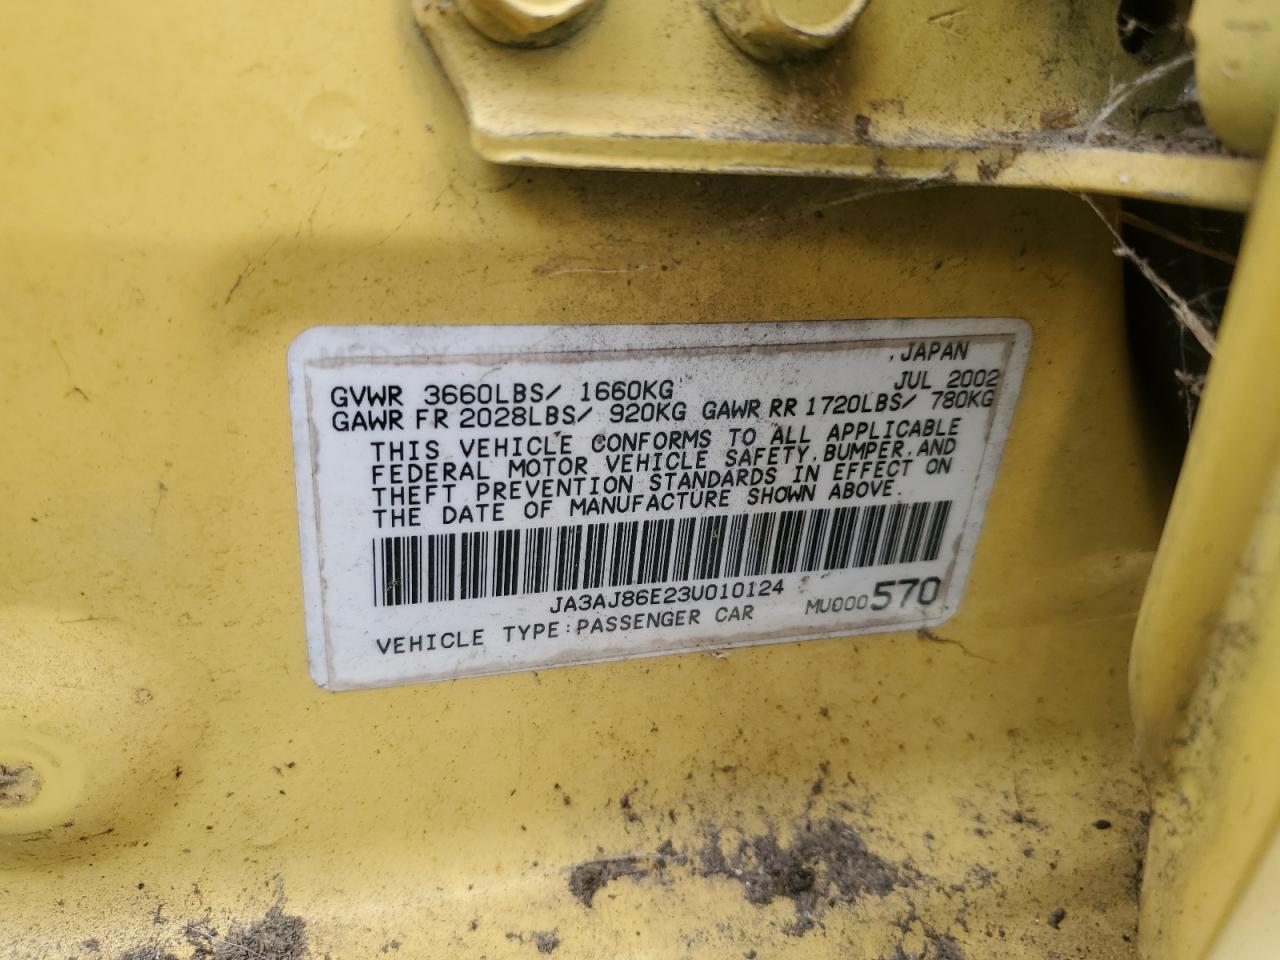 MFD BY , JAPAN
GVWR 3660LBS/ 1660KG JUL 2002
GAWR FR 2028LBS/ 920KG GAWR RR 1720LBS/ 780KG
THIS VEHICLE CONFORMS TO ALL APPLICABLE
FEDERAL MOTOR VEHICLE SAFETY, BUMPER, AND
THEFT PREVENTION STANDARDS IN EFFECT ON
THE DATE OF MANUFACTURE SHOWN ABOVE.
JA3AJ86E23U010124
VEHICLE TYPE:PASSENGER CAR MU000570